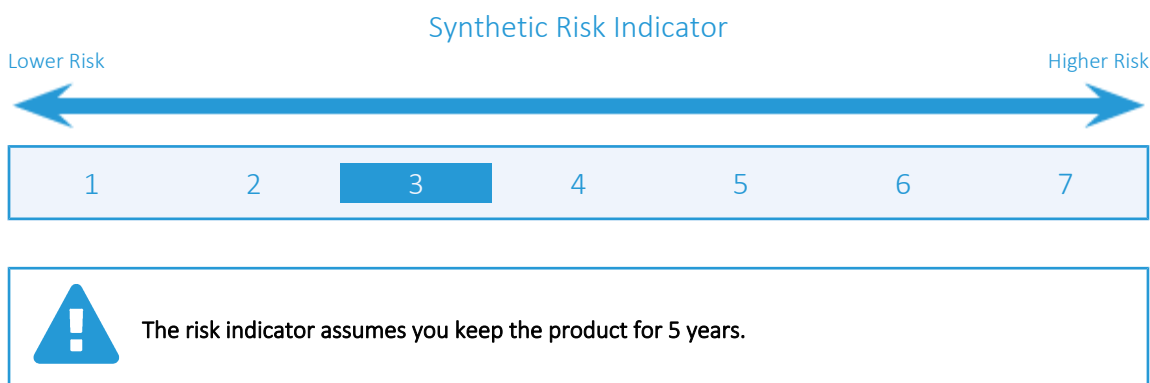 Synthetic Risk Indicator
Lower Risk Higher Risk
1 2 3 4 5 6 7
The risk indicator assumes you keep the product for 5 years.